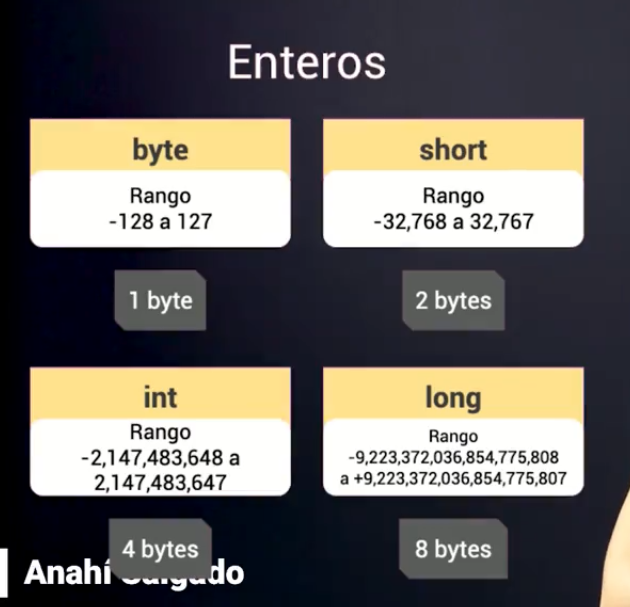 Enteros
byte
Rango
-128 a 127
1 byte
short
Rango
-32,768 a 32,767
2 bytes
int
Rango
-2,147,483,648 a
2,147,483,647
4 bytes
long
Rango
-9,223,372,036,854,775,808
a +9,223,372,036,854,775,807
8 bytes
Anahí Salgado